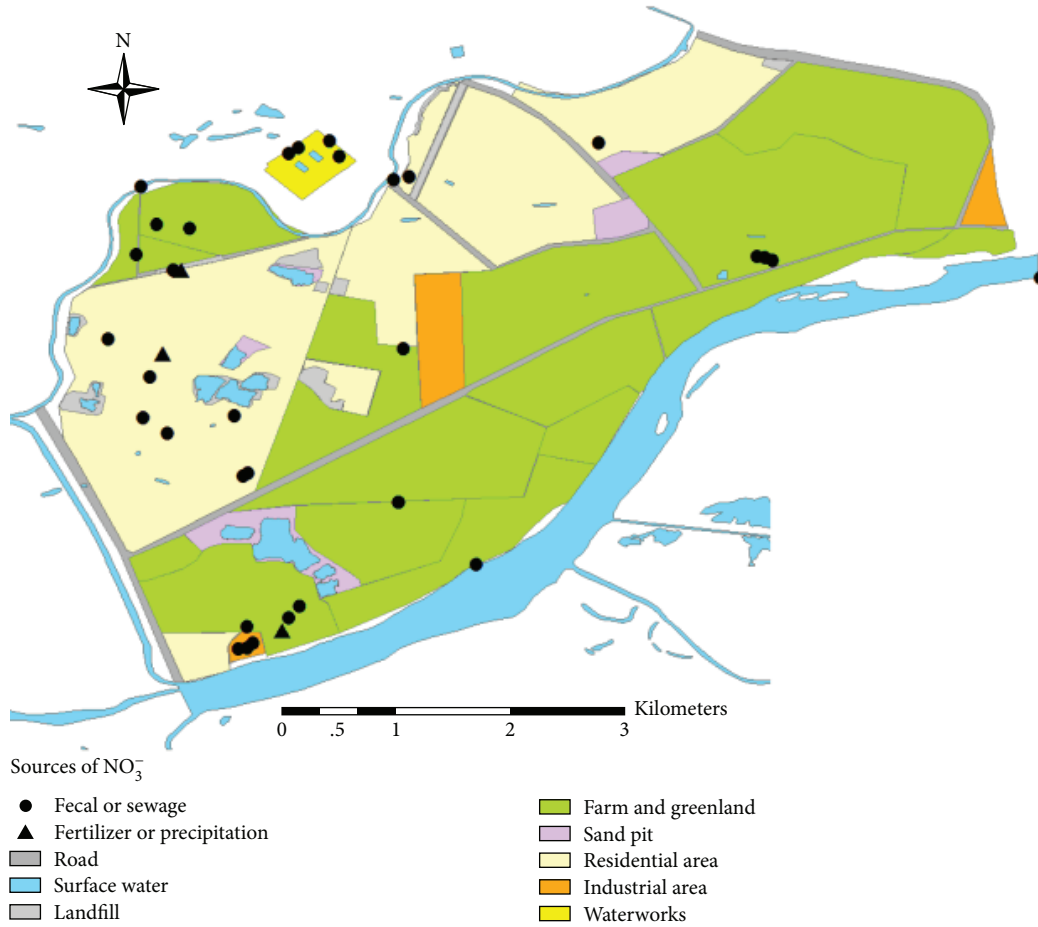 N
Kilometers
0 .5 1 2 3
Sources of NO₃⁻
Fecal or sewage
Fertilizer or precipitation
Road
Surface water
Landfill
Farm and greenland
Sand pit
Residential area
Industrial area
Waterworks